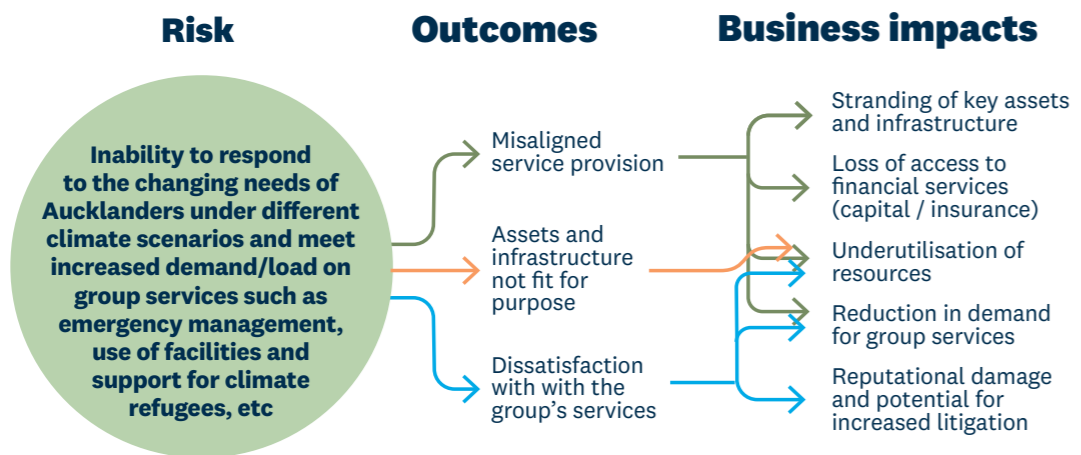 Risk
Outcomes
Business impacts
Inability to respond
to the changing needs of
Aucklanders under different
climate scenarios and meet
increased demand/load on
group services such as
emergency management,
use of facilities and
support for climate
refugees, etc
Misaligned
service provision
Assets and
infrastructure
not fit for
purpose
Dissatisfaction
with with the
group’s services
Stranding of key assets
and infrastructure
Loss of access to
financial services
(capital / insurance)
Underutilisation of
resources
Reduction in demand
for group services
Reputational damage
and potential for
increased litigation